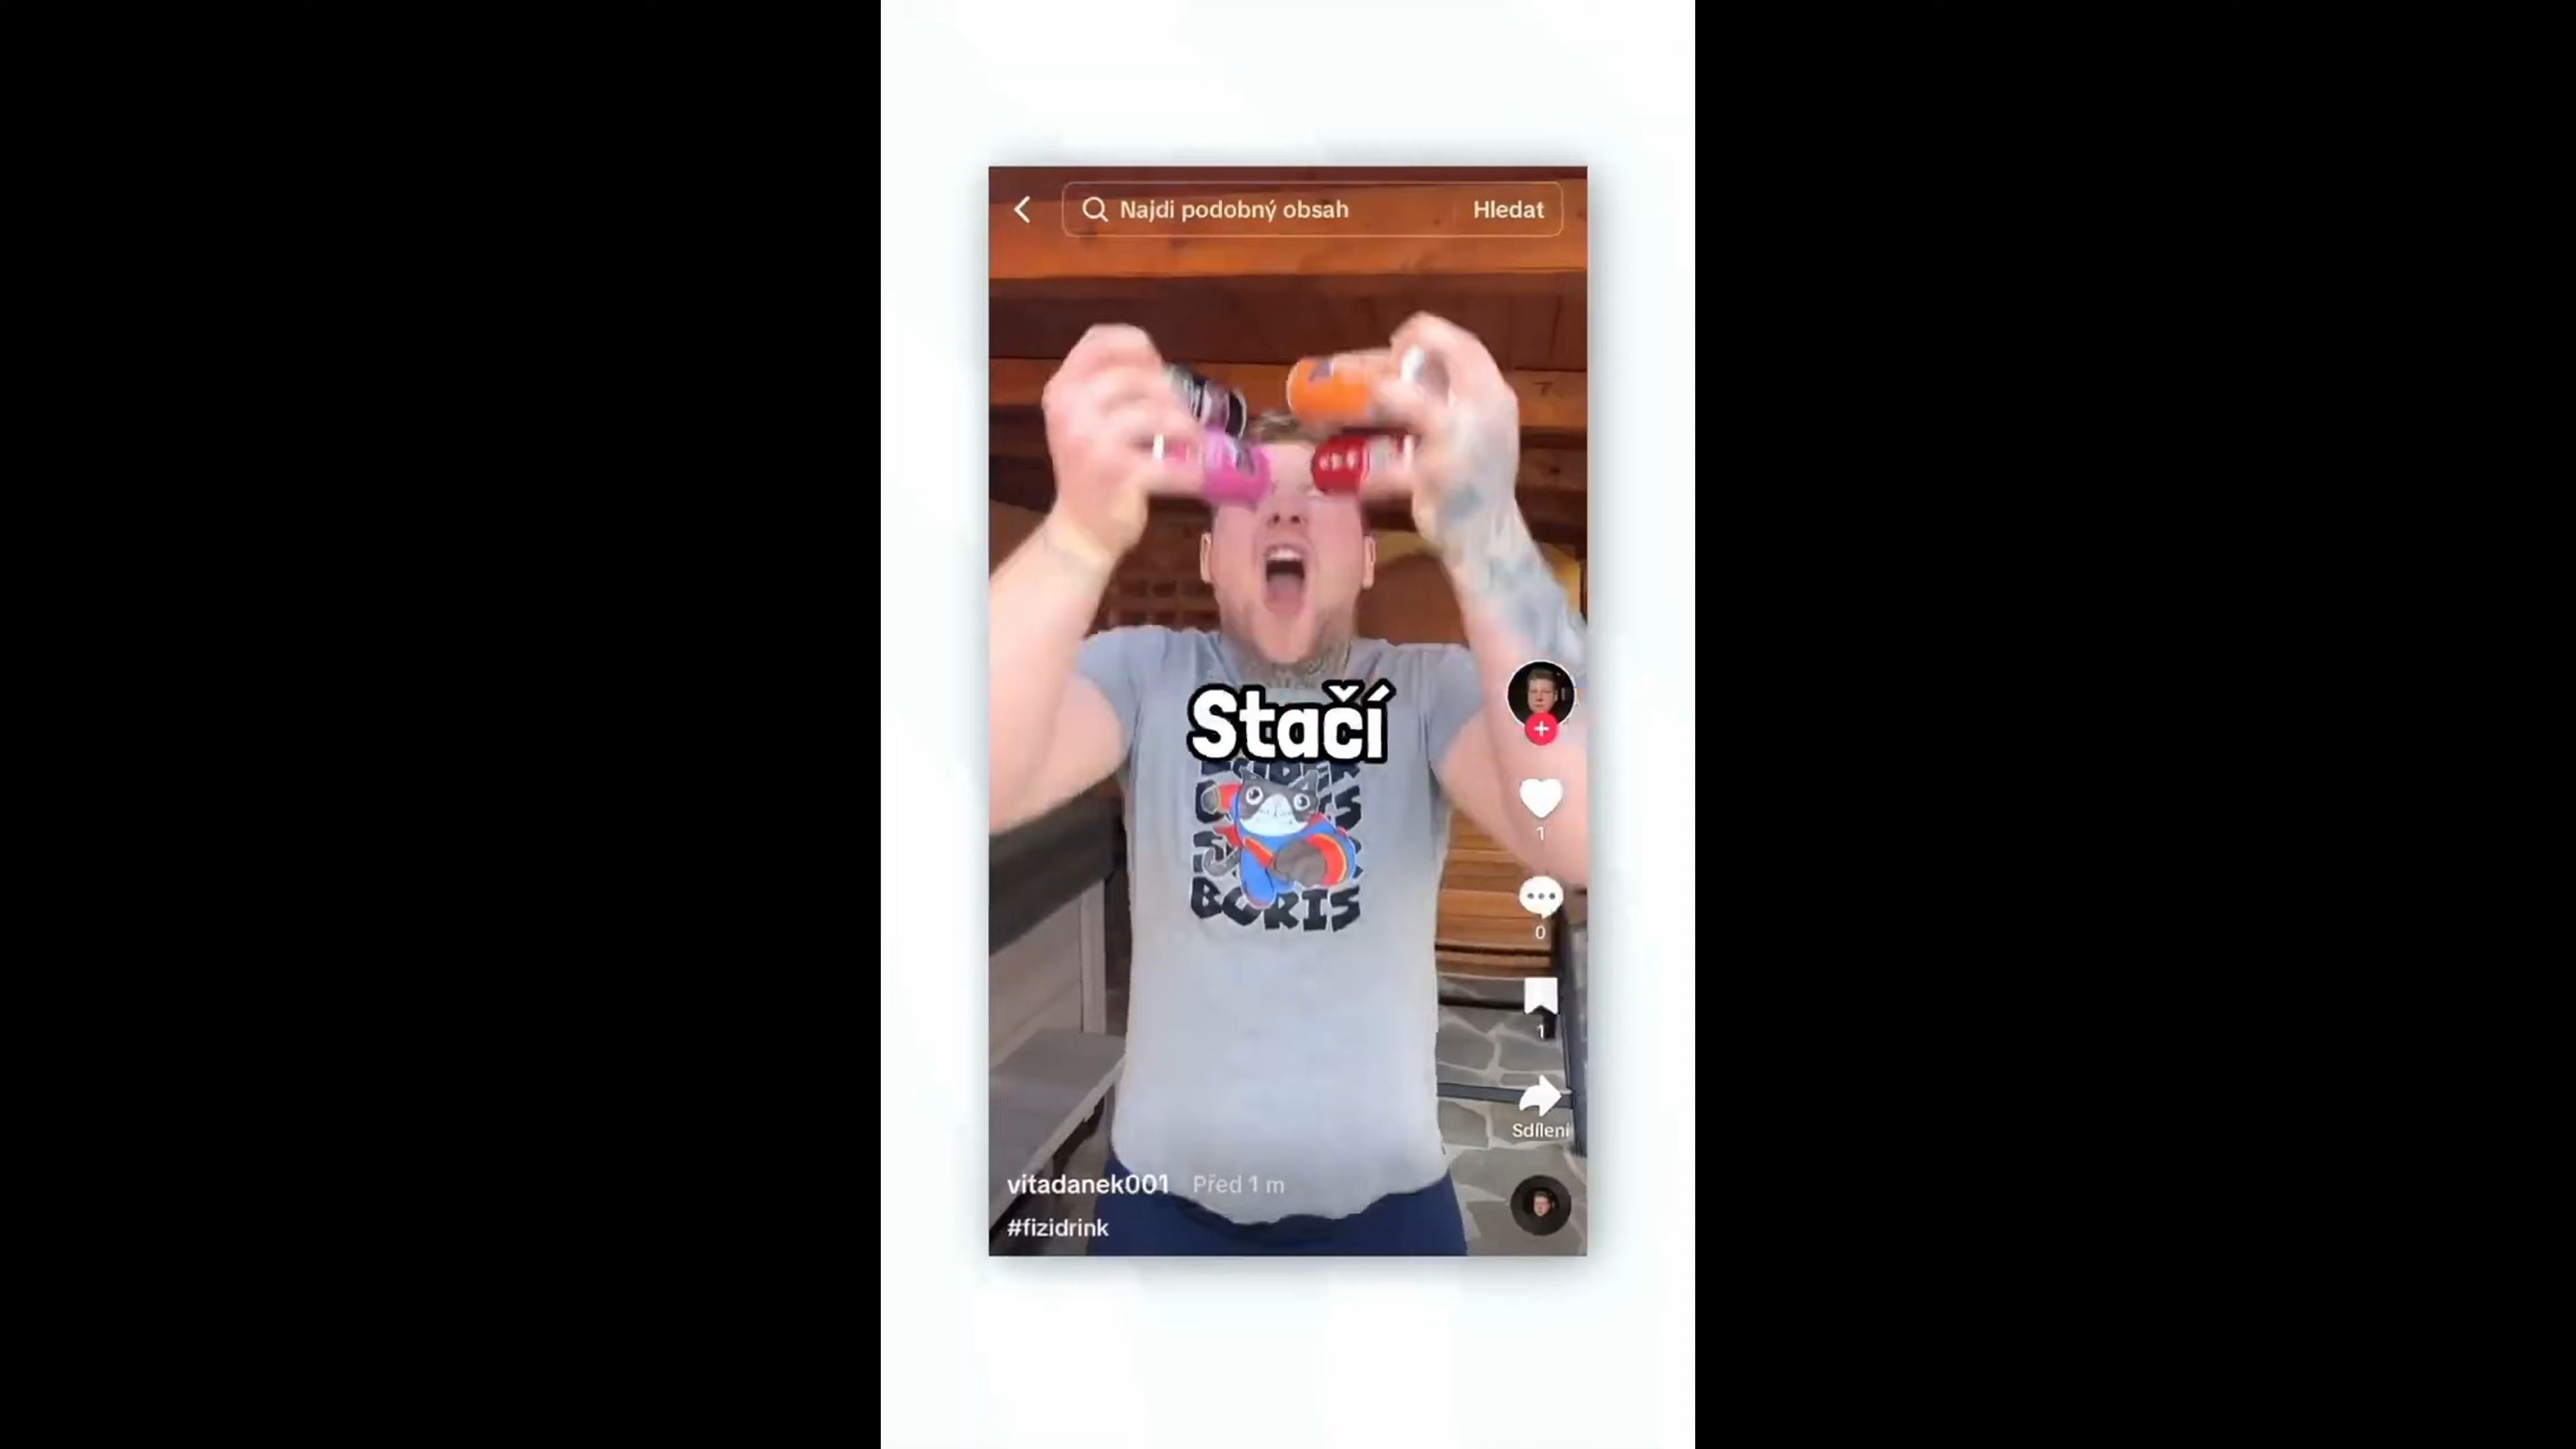 Najdi podobný obsah
Hledat
Stačí
BORIS
1
0
1
Sdílení
vitadanek001 Před 1 m
#fizidrink